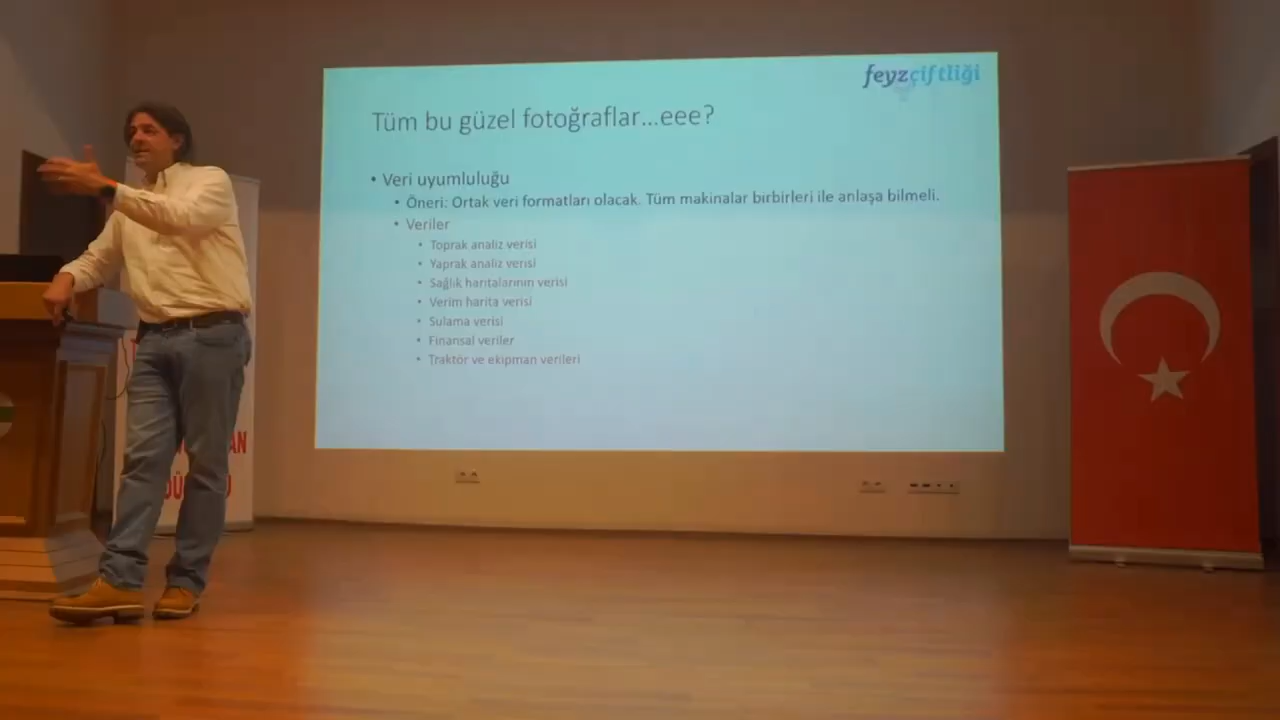 feyzçiftliği
Tüm bu güzel fotoğraflar...eee?
• Veri uyumluluğu
• Öneri: Ortak veri formatları olacak. Tüm makinalar birbirleri ile anlaşa bilmeli.
• Veriler
• Toprak analiz verisi
• Yaprak analiz verisi
• Sağlık haritalarının verisi
• Verim harita verisi
• Sulama verisi
• Finansal veriler
• Traktör ve ekipman verileri